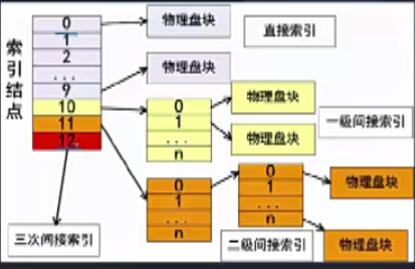 索引结点
0
1
2
...
9
10
11
12
物理盘块
物理盘块
直接索引
0
1
...
n
物理盘块
物理盘块
一级间接索引
0
1
...
n
0
1
...
n
物理盘块
物理盘块
二级间接索引
三次间接索引